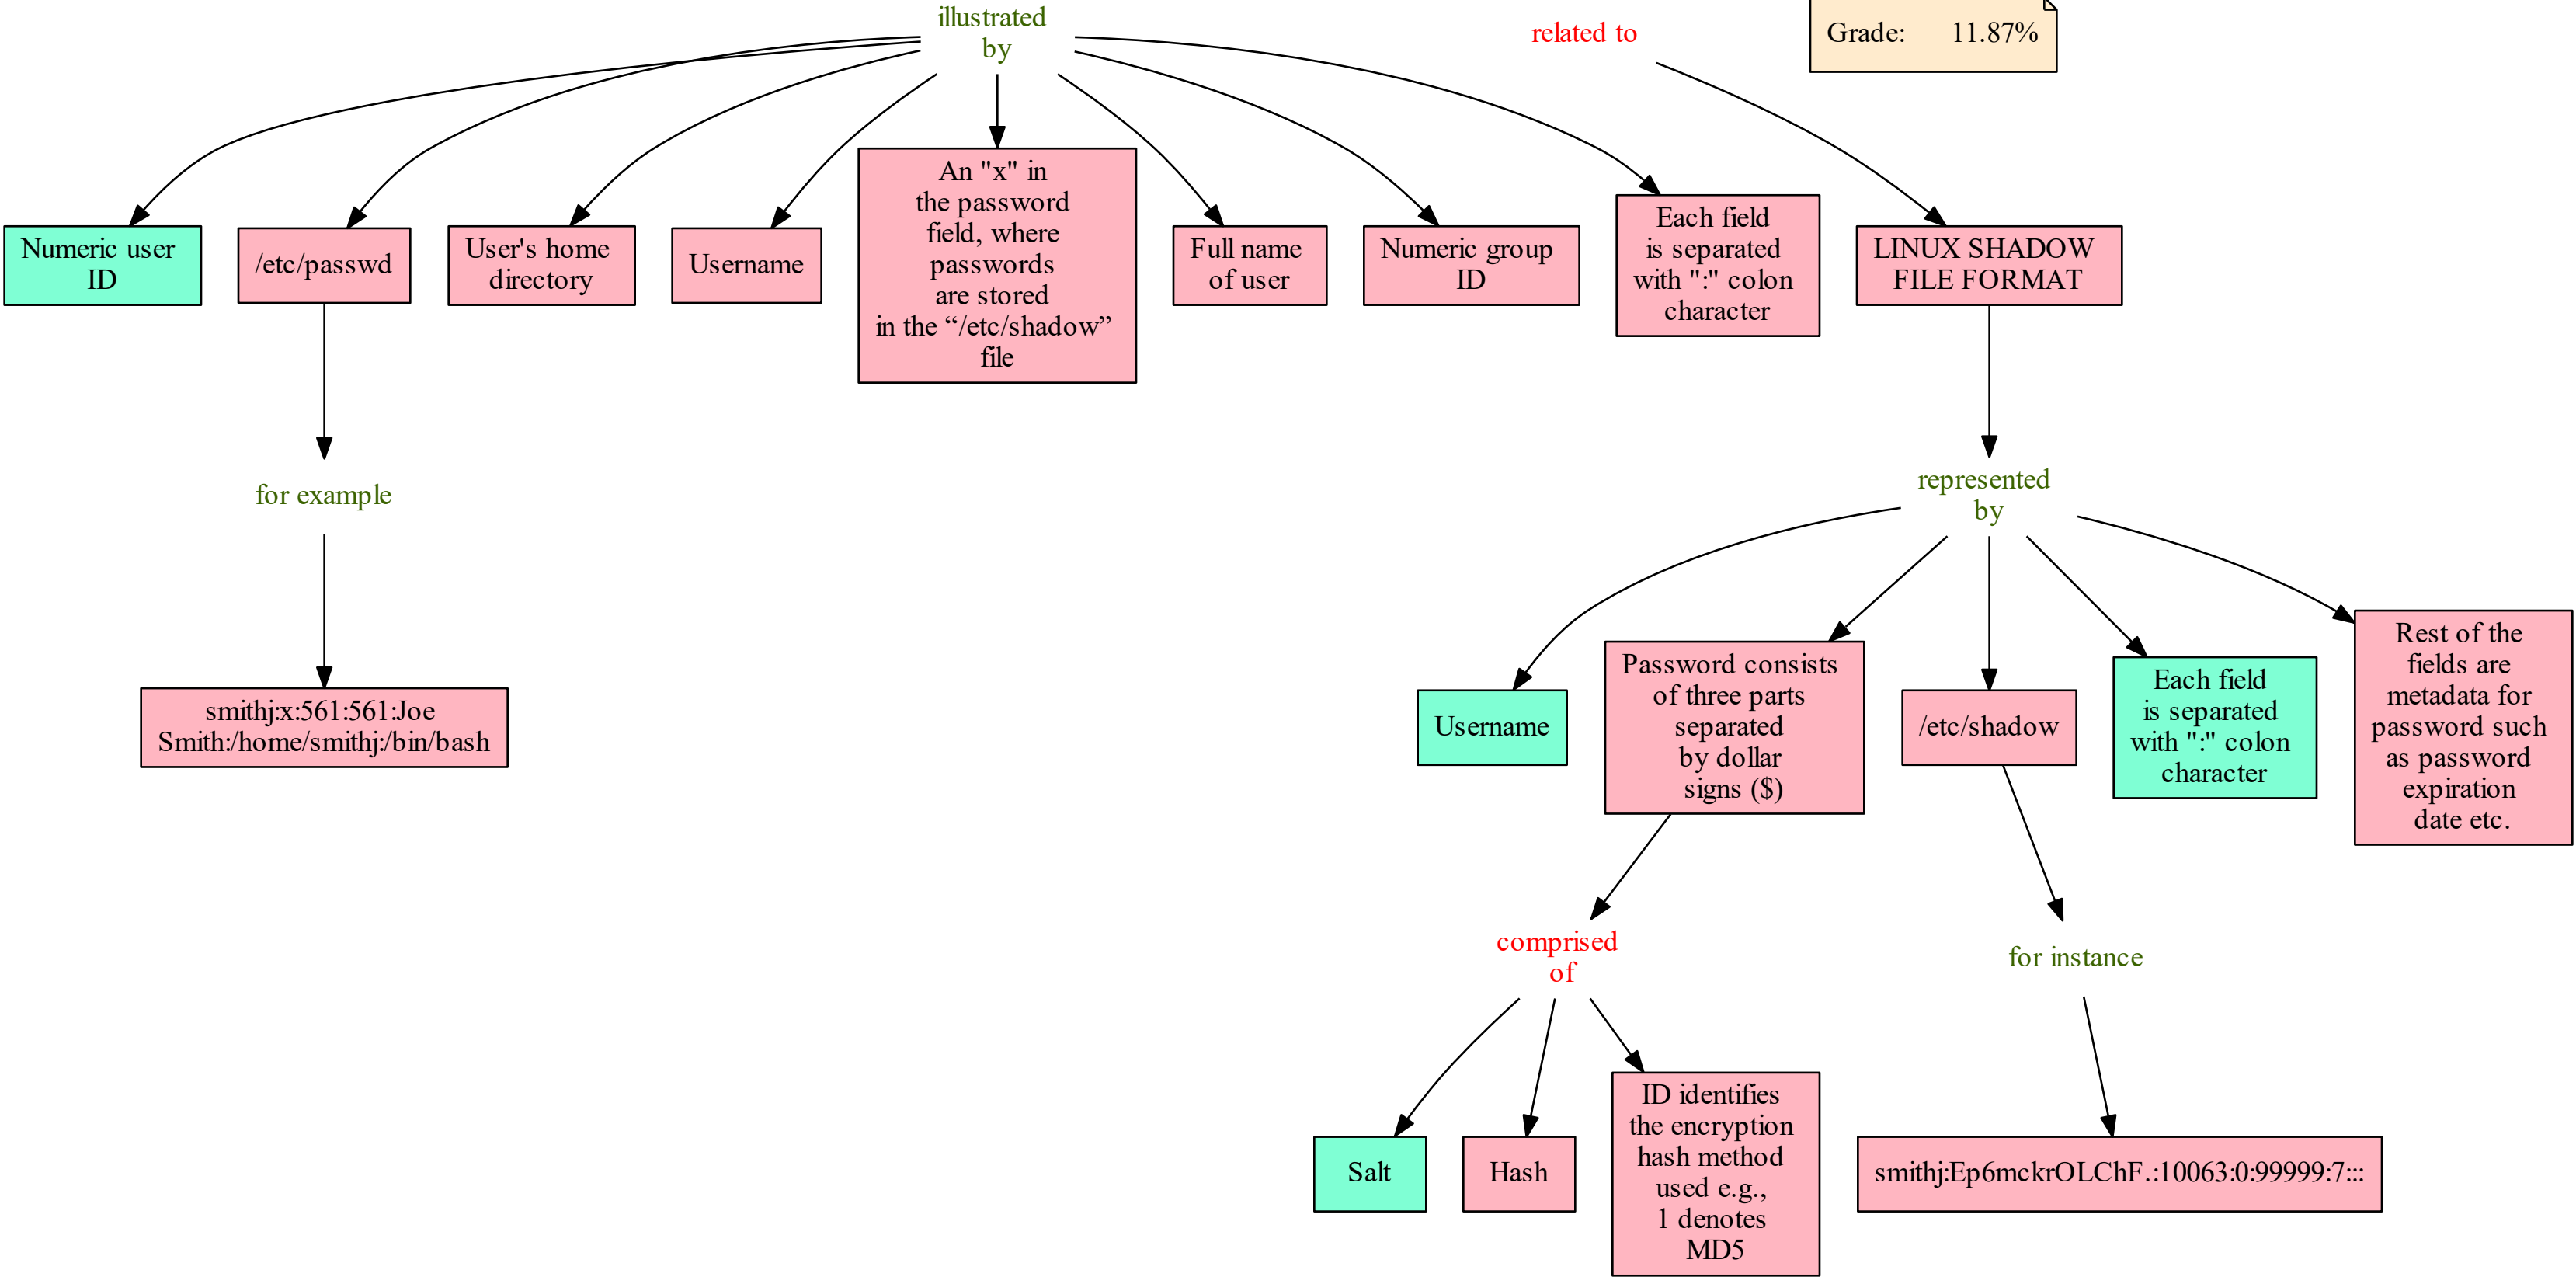 illustrated
by
related to
Grade: 11.87%
Numeric user
ID
/etc/passwd
User's home
directory
Username
An "x" in
the password
field, where
passwords
are stored
in the “/etc/shadow”
file
Full name
of user
Numeric group
ID
Each field
is separated
with ":" colon
character
LINUX SHADOW
FILE FORMAT
for example
represented
by
smithj:x:561:561:Joe
Smith:/home/smithj:/bin/bash
Username
Password consists
of three parts
separated
by dollar
signs ($)
/etc/shadow
Each field
is separated
with ":" colon
character
Rest of the
fields are
metadata for
password such
as password
expiration
date etc.
comprised
of
for instance
Salt
Hash
ID identifies
the encryption
hash method
used e.g.,
1 denotes
MD5
smithj:Ep6mckrOLChF.:10063:0:99999:7:::